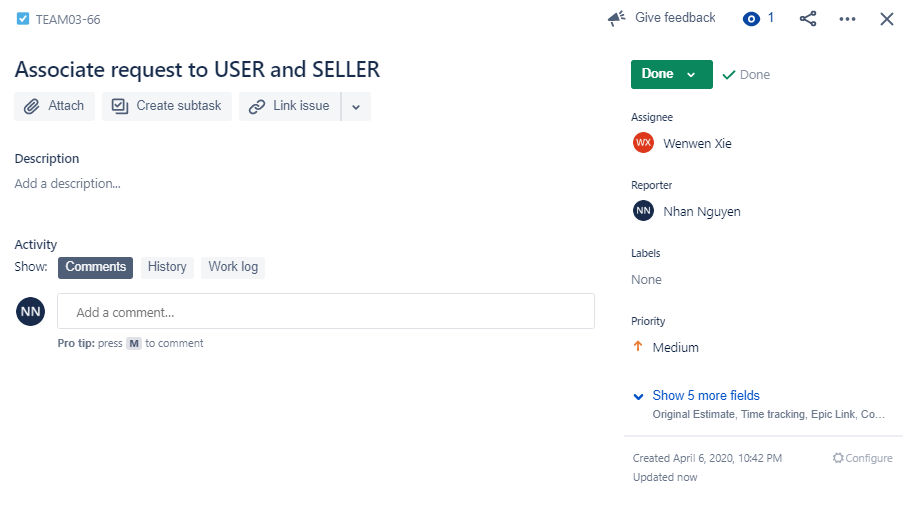 TEAM03-66
Give feedback
1
Associate request to USER and SELLER
Attach
Create subtask
Link issue
Description
Add a description...
Activity
Show:
Comments
History
Work log
NN
Add a comment...
Pro tip: press M to comment
Done
Done
Assignee
WX
Wenwen Xie
Reporter
NN
Nhan Nguyen
Labels
None
Priority
Medium
Show 5 more fields
Original Estimate, Time tracking, Epic Link, Co...
Created April 6, 2020, 10:42 PM
Configure
Updated now